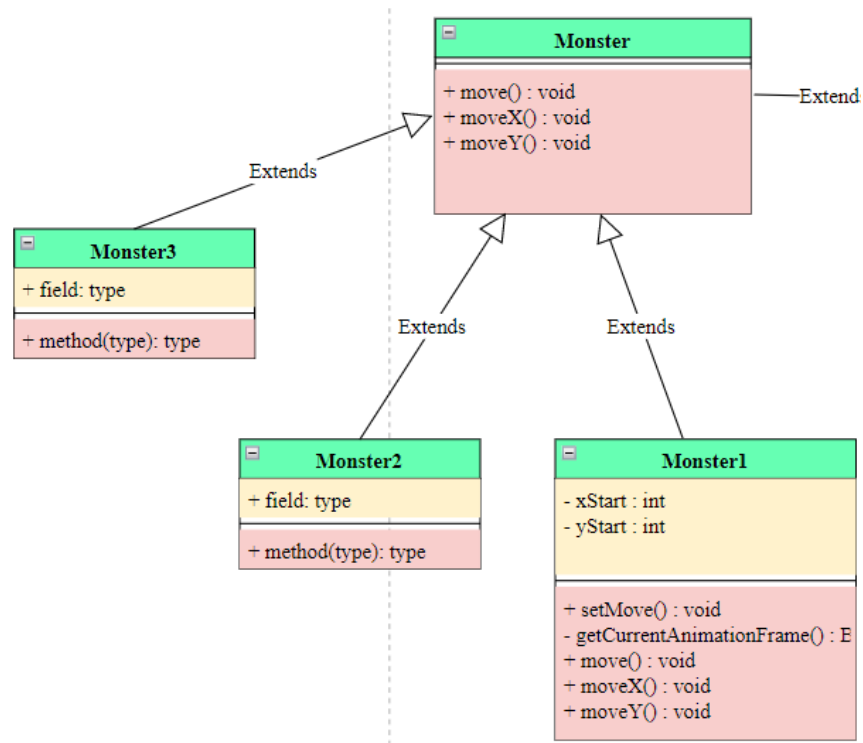 Monster
+ move() : void
+ moveX() : void
+ moveY() : void
Extends
Monster3
+ field: type
+ method(type): type
Extends
Extends
Monster2
+ field: type
+ method(type): type
Monster1
- xStart : int
- yStart : int
+ setMove() : void
- getCurrentAnimationFrame() :
+ move() : void
+ moveX() : void
+ moveY() : void